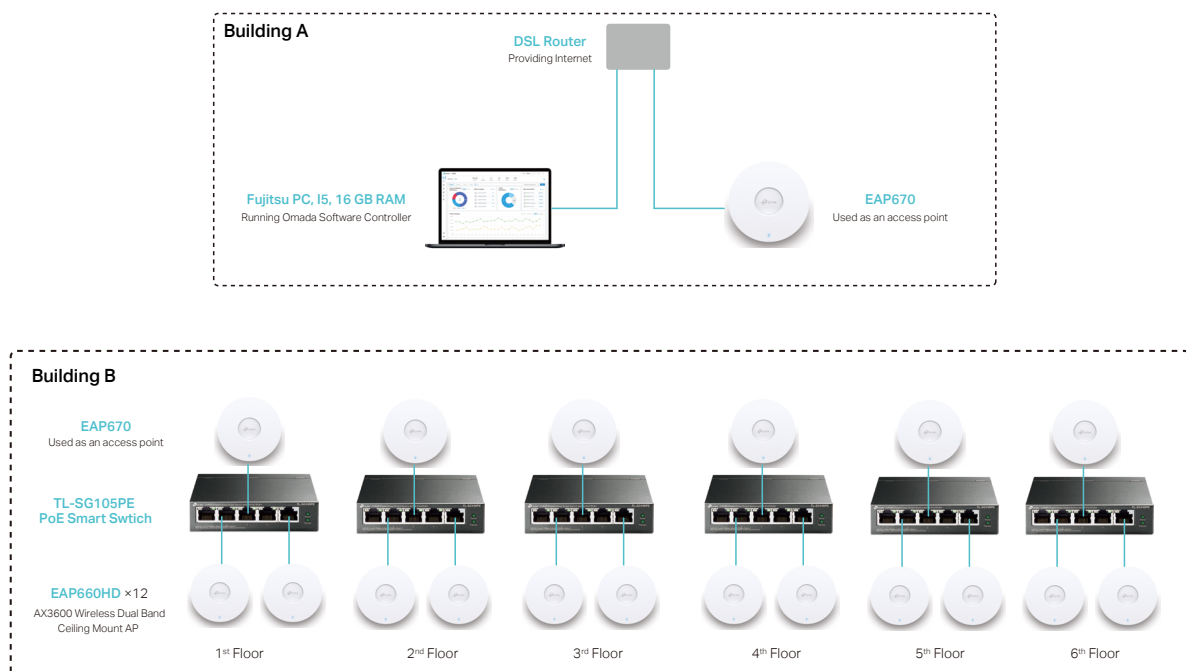 Building A
DSL Router
Providing Internet
Fujitsu PC, I5, 16 GB RAM
Running Omada Software Controller
EAP670
Used as an access point
Building B
EAP670
Used as an access point
TL-SG105PE
PoE Smart Swtich
EAP660HD ×12
AX3600 Wireless Dual Band
Ceiling Mount AP
1st Floor
2nd Floor
3rd Floor
4th Floor
5th Floor
6th Floor